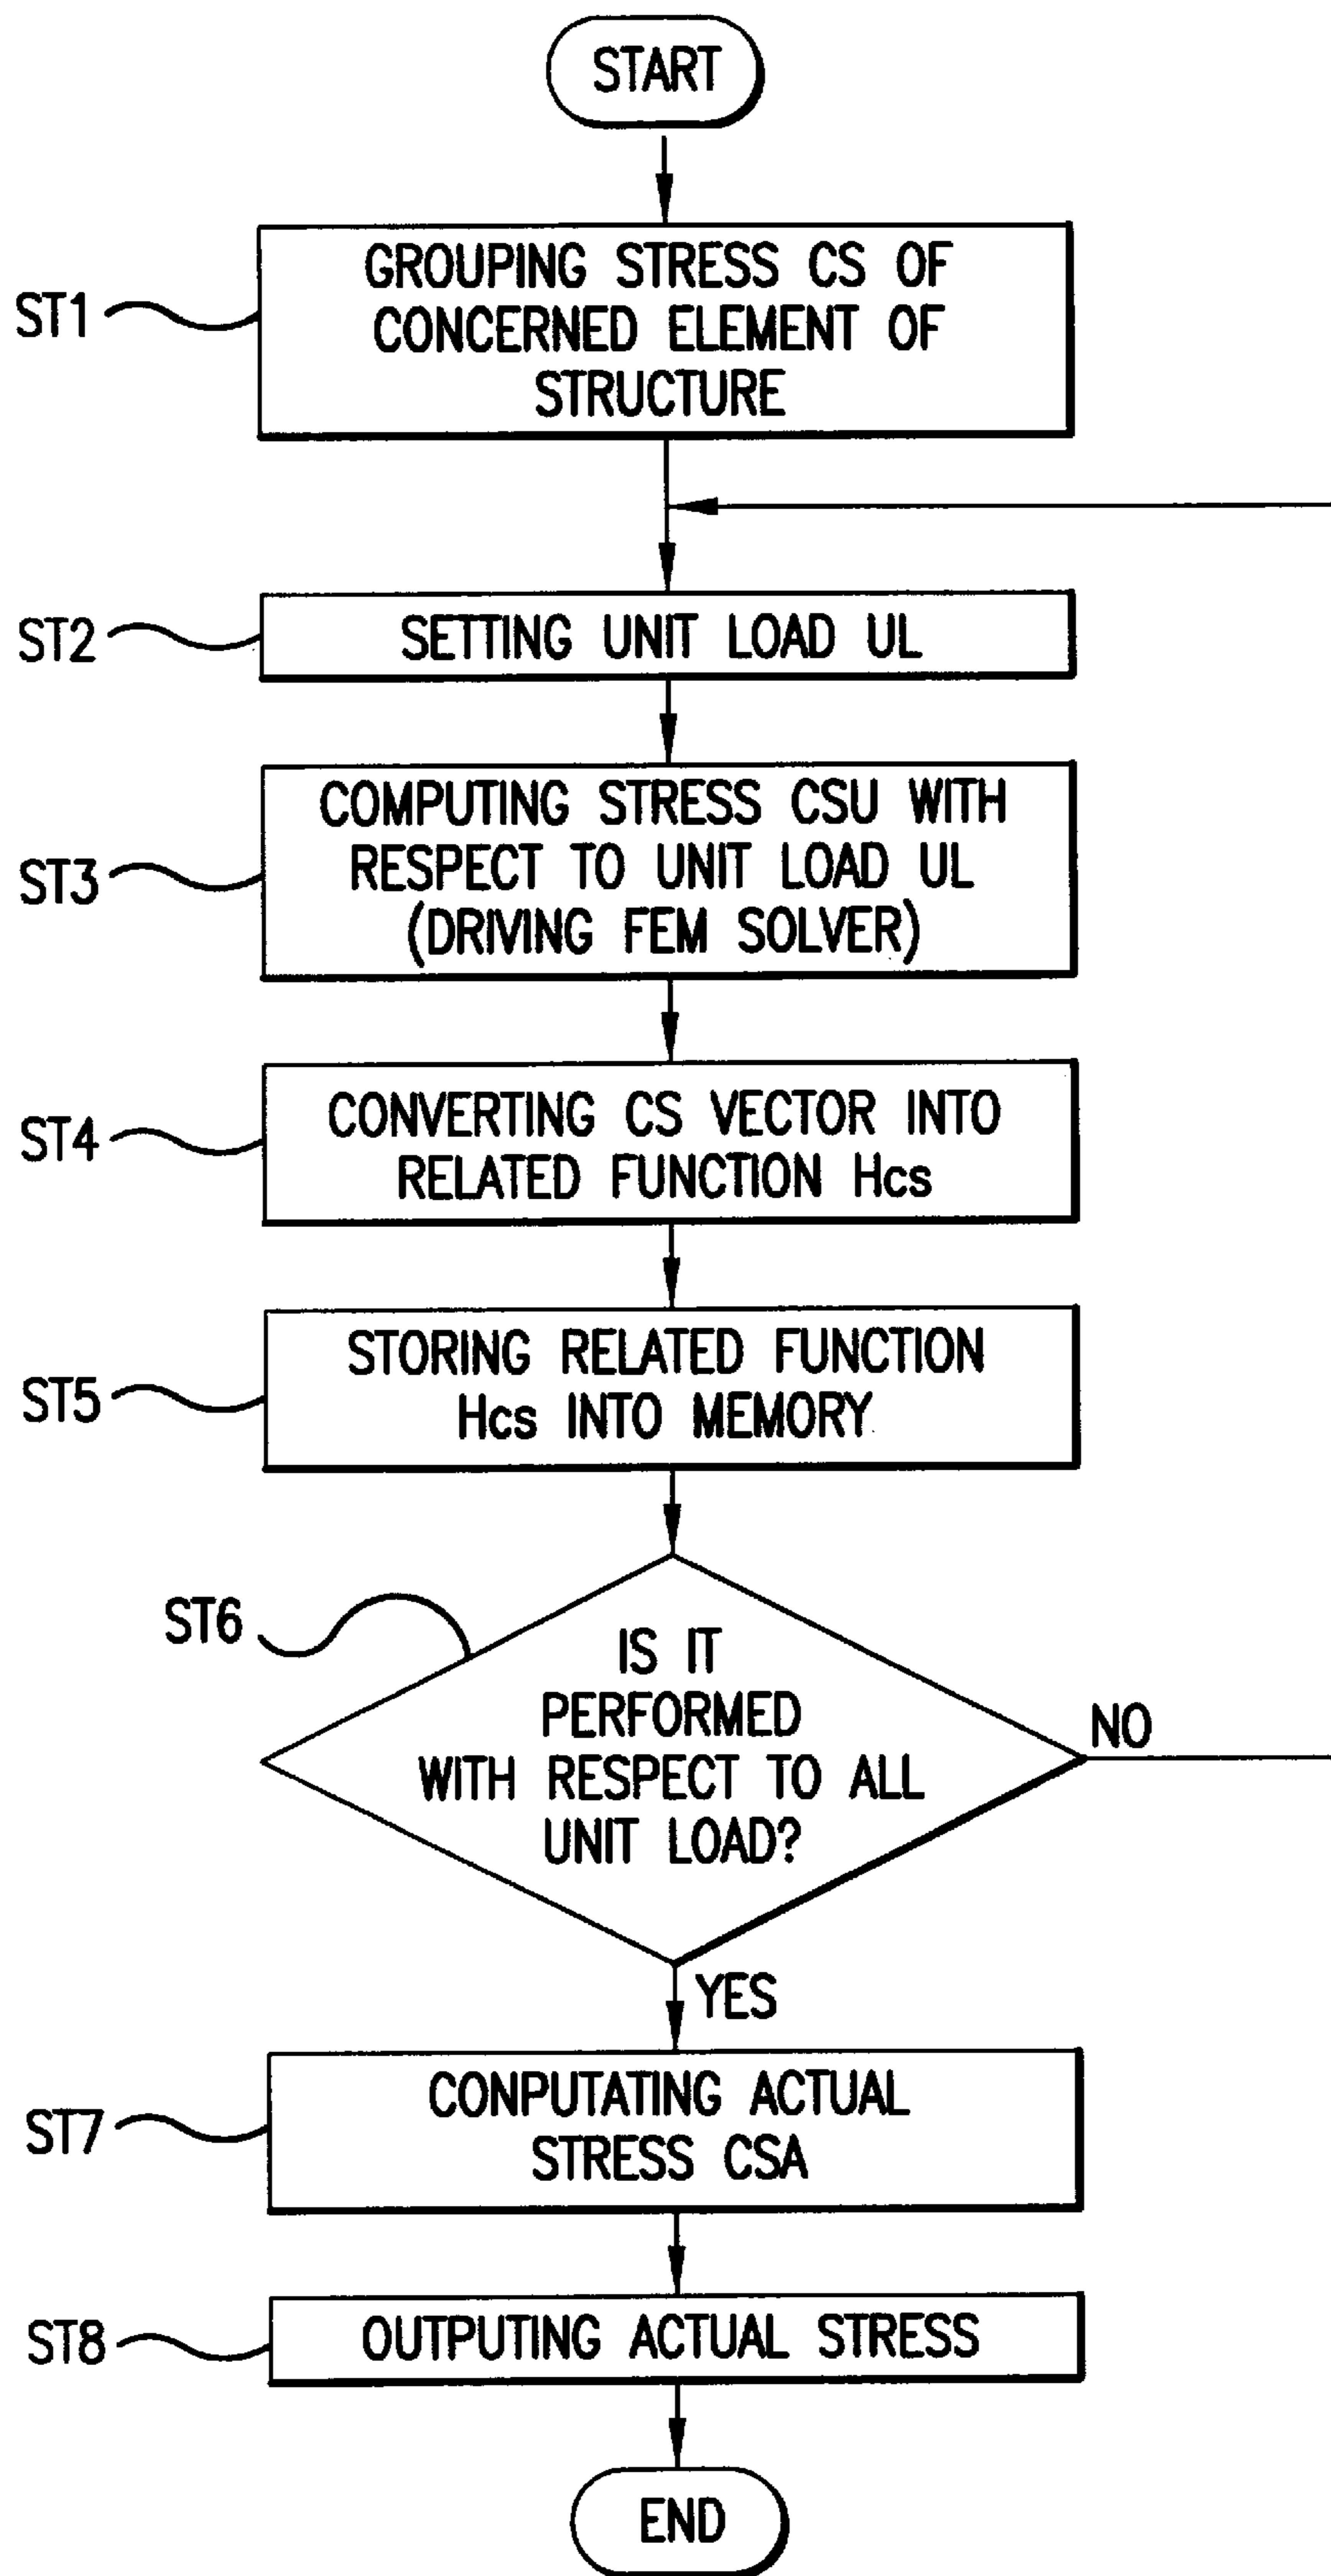 START
ST1
GROUPING STRESS CS OF
CONCERNED ELEMENT OF
STRUCTURE
ST2
SETTING UNIT LOAD UL
ST3
COMPUTING STRESS CSU WITH
RESPECT TO UNIT LOAD UL
(DRIVING FEM SOLVER)
ST4
CONVERTING CS VECTOR INTO
RELATED FUNCTION Hcs
ST5
STORING RELATED FUNCTION
Hcs INTO MEMORY
ST6
IS IT
PERFORMED
WITH RESPECT TO ALL
UNIT LOAD?
NO
YES
ST7
CONPUTATING ACTUAL
STRESS CSA
ST8
OUTPUTING ACTUAL STRESS
END